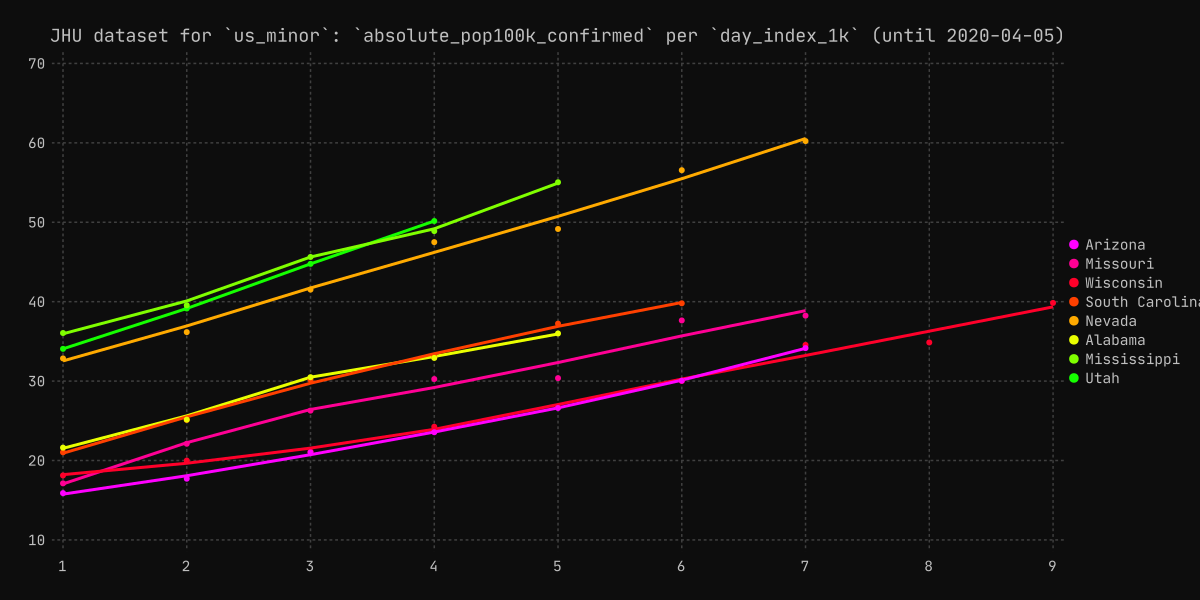 JHU dataset for `us_minor`: `absolute_pop100k_confirmed` per `day_index_1k` (until 2020-04-05)
70
60
50
40
30
20
10
1 2 3 4 5 6 7 8 9
Arizona
Missouri
Wisconsin
South Carolina
Nevada
Alabama
Mississippi
Utah